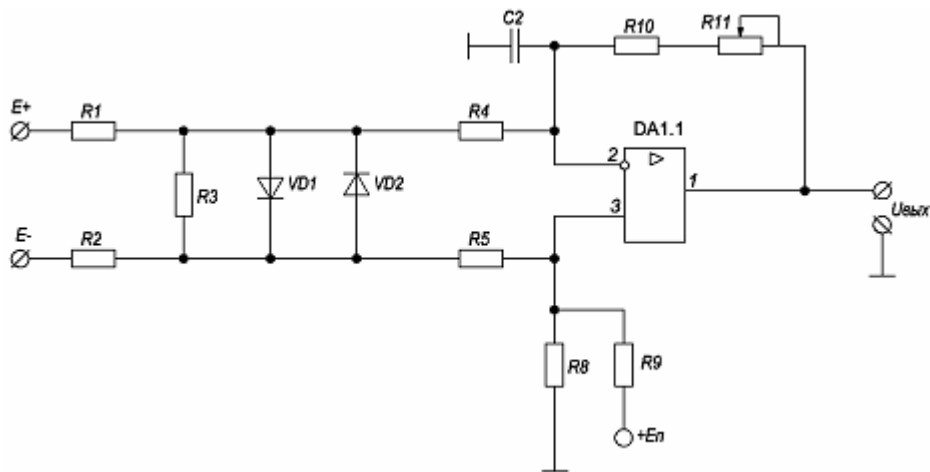 C2
R10
R11
E+
R1
R4
DA1.1
R3
VD1
VD2
2
1
3
Uвых
E-
R2
R5
R8
R9
+Eп